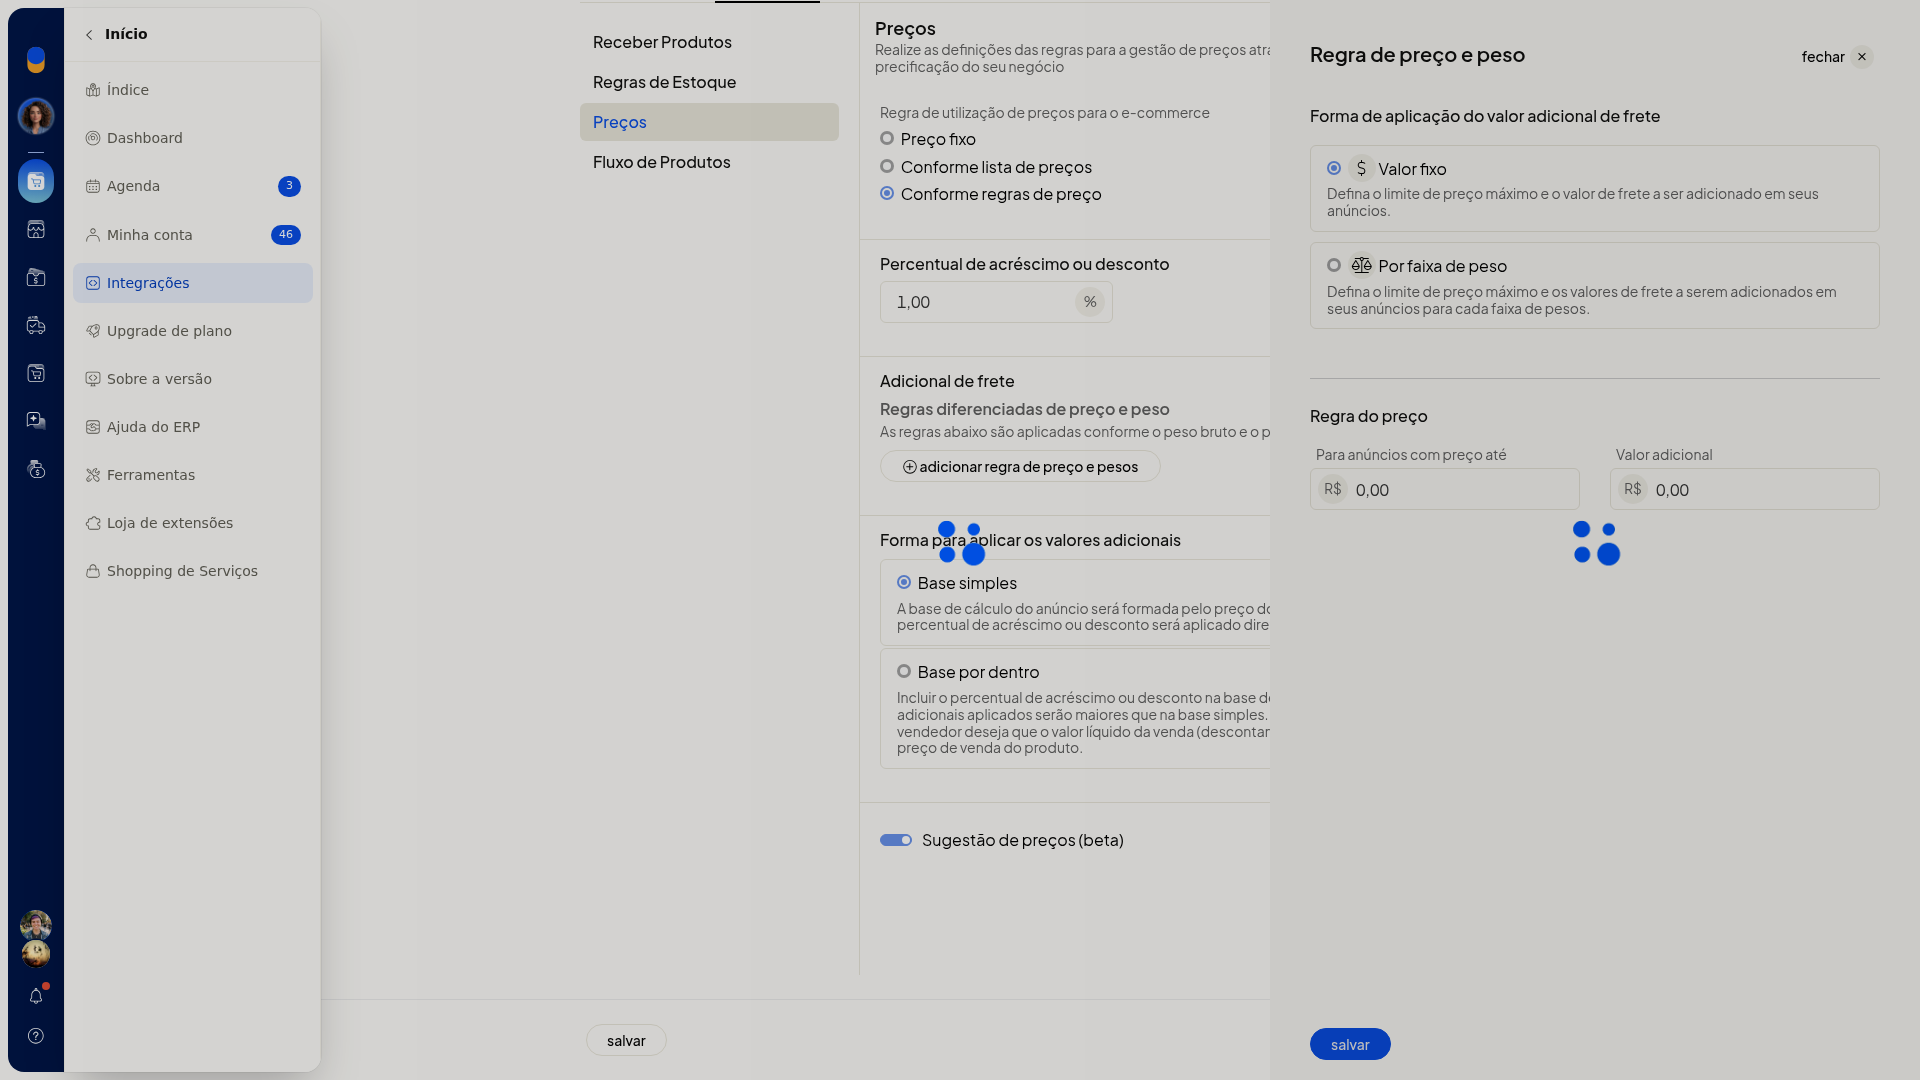 Início
Índice
Dashboard
Agenda
3
Minha conta
46
Integrações
Upgrade de plano
Sobre a versão
Ajuda do ERP
Ferramentas
Loja de extensões
Shopping de Serviços
Receber Produtos
Regras de Estoque
Preços
Fluxo de Produtos
Preços
Realize as definições das regras para a gestão de preços atra
precificação do seu negócio
Regra de utilização de preços para o e-commerce
Preço fixo
Conforme lista de preços
Conforme regras de preço
Percentual de acréscimo ou desconto
1,00
%
Adicional de frete
Regras diferenciadas de preço e peso
As regras abaixo são aplicadas conforme o peso bruto e o p
adicionar regra de preço e pesos
Forma para aplicar os valores adicionais
Base simples
A base de cálculo do anúncio será formada pelo preço do
percentual de acréscimo ou desconto será aplicado dire
Base por dentro
Incluir o percentual de acréscimo ou desconto na base de
adicionais aplicados serão maiores que na base simples.
vendedor deseja que o valor líquido da venda (descontan
preço de venda do produto.
Sugestão de preços (beta)
salvar
Regra de preço e peso
fechar
Forma de aplicação do valor adicional de frete
$ Valor fixo
Defina o limite de preço máximo e o valor de frete a ser adicionado em seus
anúncios.
Por faixa de peso
Defina o limite de preço máximo e os valores de frete a serem adicionados em
seus anúncios para cada faixa de pesos.
Regra do preço
Para anúncios com preço até
R$ 0,00
Valor adicional
R$ 0,00
salvar